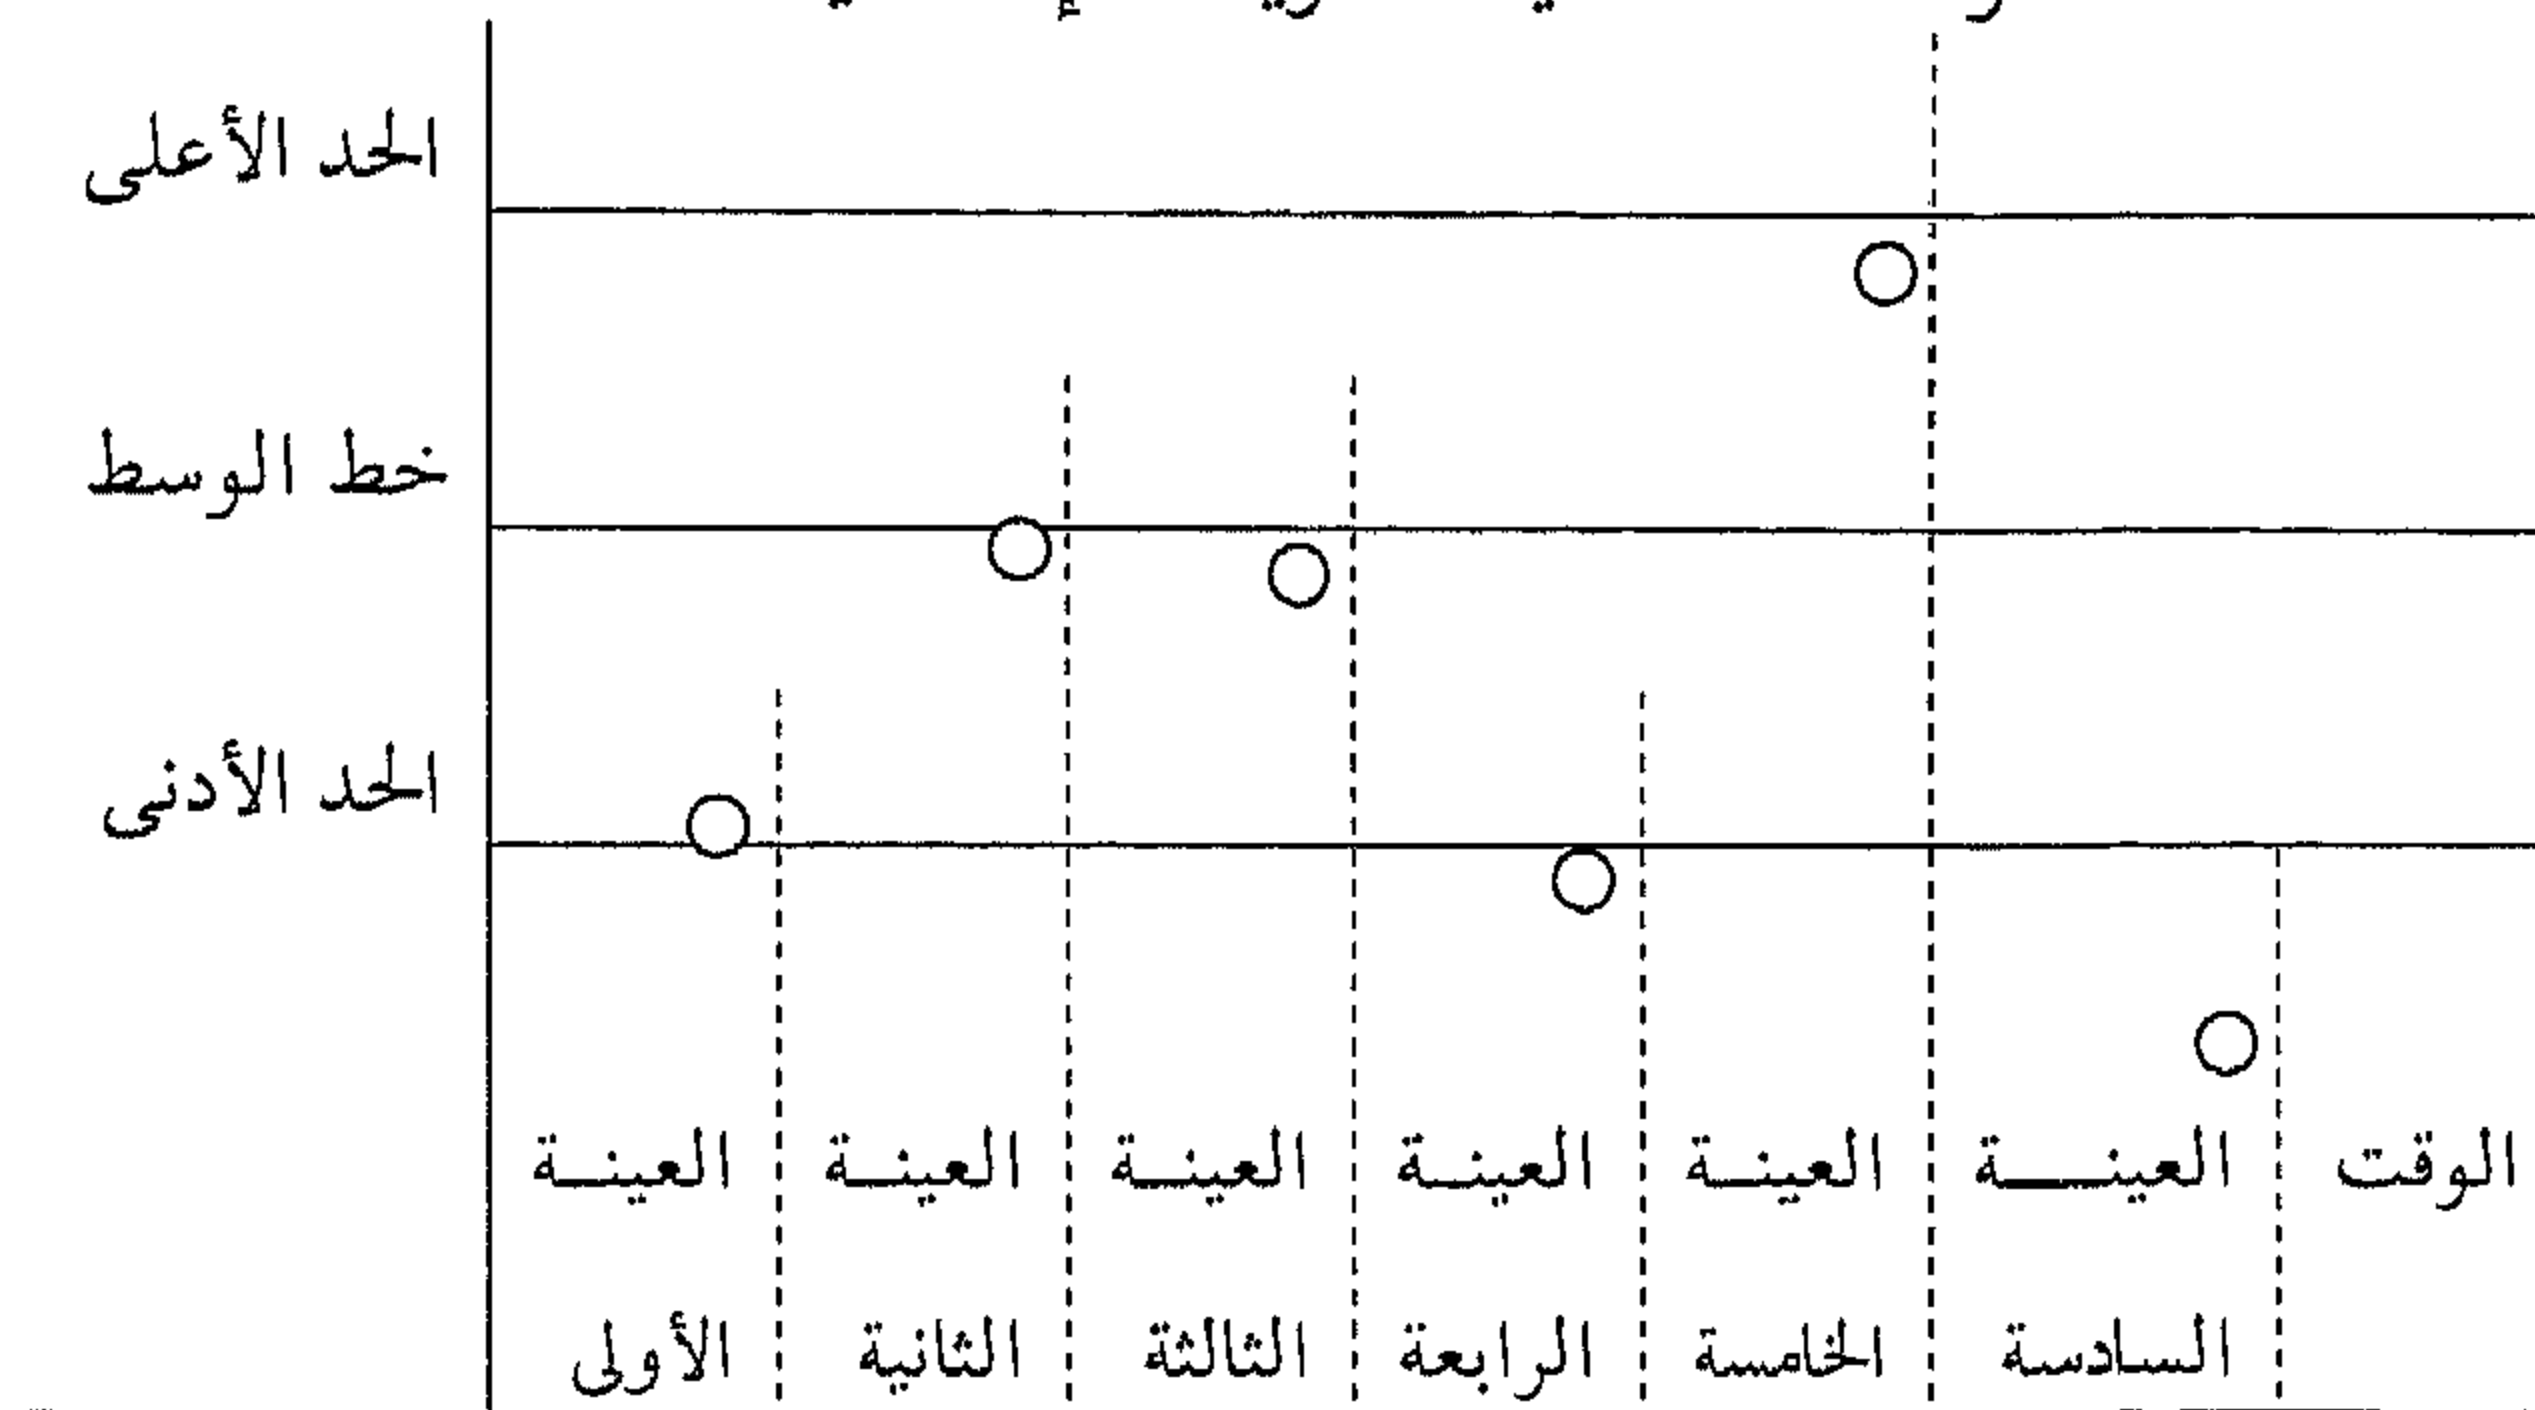 الحد الأعلى
خط الوسط
الحد الأدنى
العينة العينة العينة العينة العينة العينة الوقت
الأولى الثانية الثالثة الرابعة الخامسة السادسة